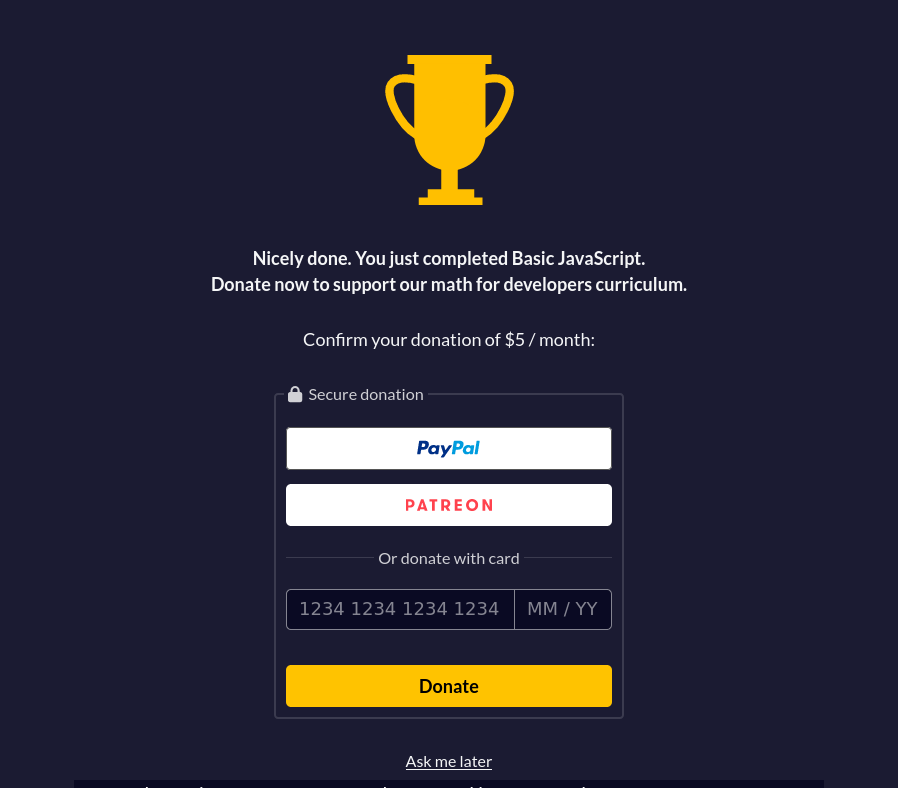 Nicely done. You just completed Basic JavaScript.
Donate now to support our math for developers curriculum.
Confirm your donation of $5 / month:
Secure donation
PayPal
PATREON
Or donate with card
1234 1234 1234 1234 MM / YY
Donate
Ask me later